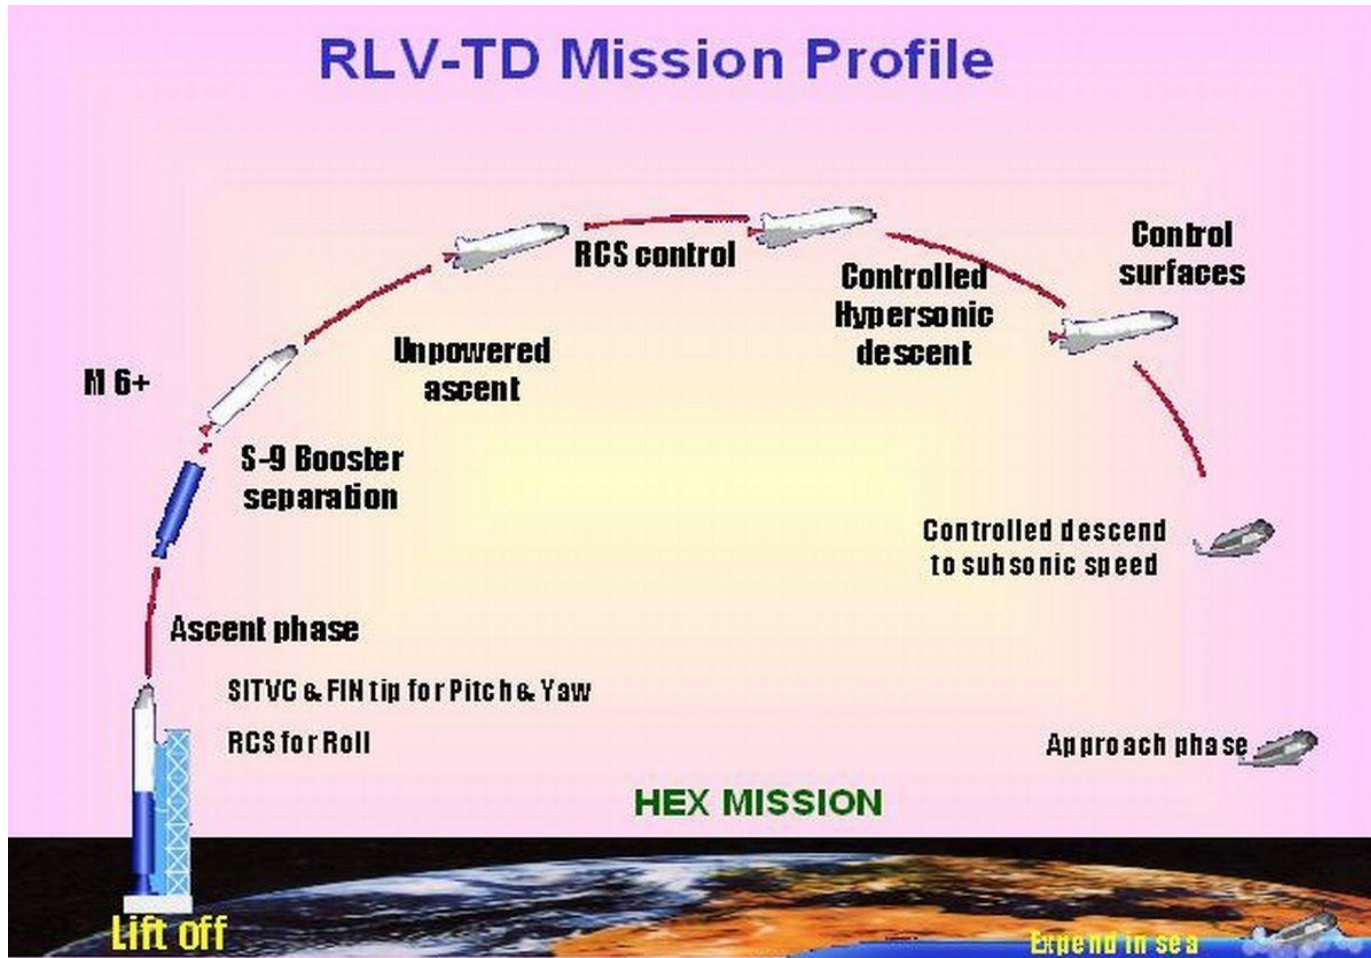 RLV-TD Mission Profile
Control
surfaces
RCS control
Controlled
Hypersonic
descent
Unpowered
ascent
M 6+
S-9 Booster
separation
Controlled descend
to subsonic speed
Ascent phase
SITVC & FIN tip for Pitch & Yaw
RCS for Roll
Approach phase
HEX MISSION
Lift off
Expend in sea